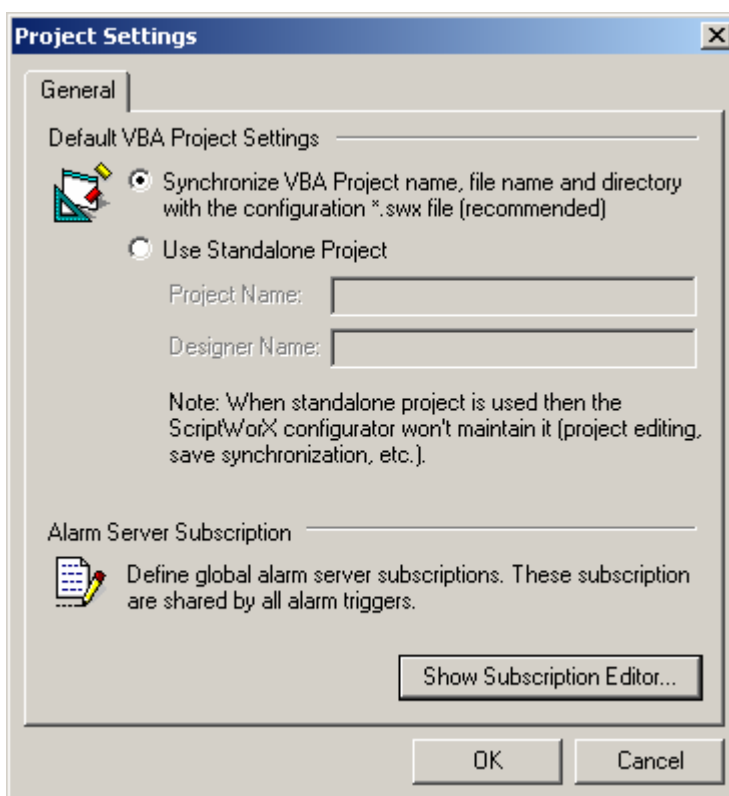 Project Settings
General
Default VBA Project Settings
Synchronize VBA Project name, file name and directory
with the configuration *.swx file (recommended)
Use Standalone Project
Project Name:
Designer Name:
Note: When standalone project is used then the
ScriptWorX configurator won't maintain it (project editing,
save synchronization, etc.).
Alarm Server Subscription
Define global alarm server subscriptions. These subscription
are shared by all alarm triggers.
Show Subscription Editor...
OK
Cancel